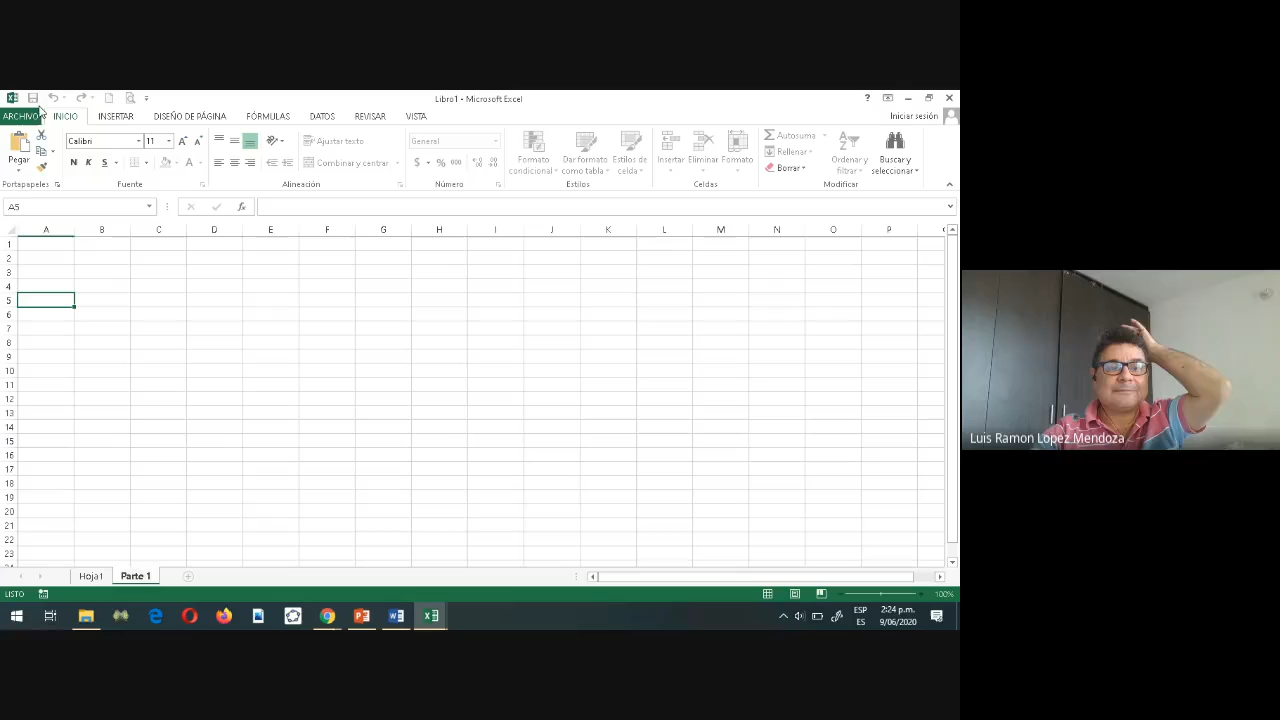 Libro1 - Microsoft Excel
?
ARCHIVO INICIO INSERTAR DISEÑO DE PÁGINA FÓRMULAS DATOS REVISAR VISTA Iniciar sesión
Pegar
Portapapeles
Calibri 11
N K S
Fuente
Ajustar texto
Combinar y centrar
Alineación
General
$ % 000
Número
Formato condicional
Dar formato como tabla
Estilos de celda
Estilos
Insertar Eliminar Formato
Celdas
Autosuma
Rellenar
Borrar
Ordenar y filtrar
Buscar y seleccionar
Modificar
A5
fx
A B C D E F G H I J K L M N O P
1
2
3
4
5
6
7
8
9
10
11
12
13
14
15
16
17
18
19
20
21
22
23
Hoja1 Parte 1
LISTO 100%
ESP 2:24 p.m.
ES 9/06/2020
Luis Ramon Lopez Mendoza